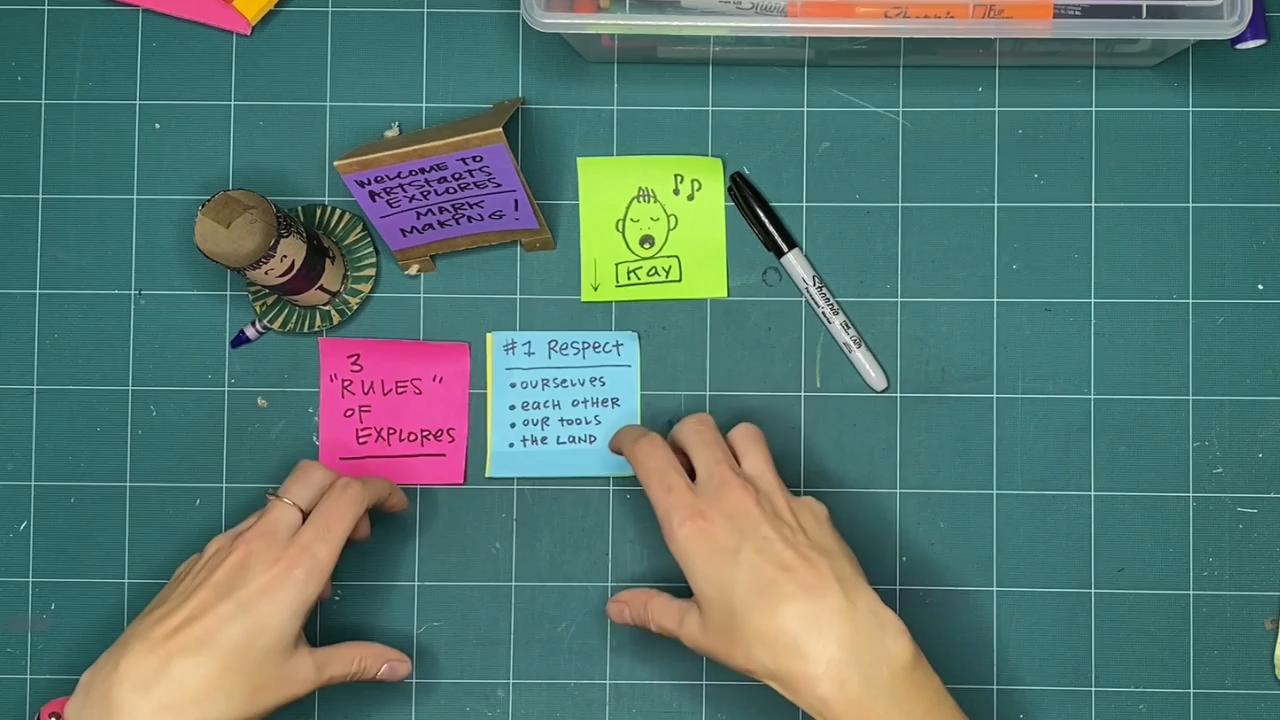 WELCOME TO
ARTSTARTS
EXPLORES
MARK
MAKING!
KAY
Sharpie
3
"RULES"
OF
EXPLORES
#1 RESPECT
• OURSELVES
• EACH OTHER
• OUR TOOLS
• THE LAND